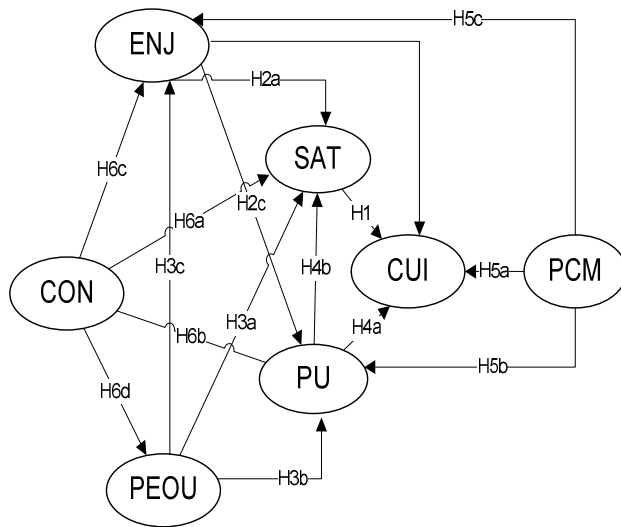 H5c
ENJ
H2a
SAT
H6c
H6a
H2c
H1
H3c
CUI
PCM
H5a
H4b
CON
H3a
H4a
H6b
PU
H5b
H6d
PEOU
H3b